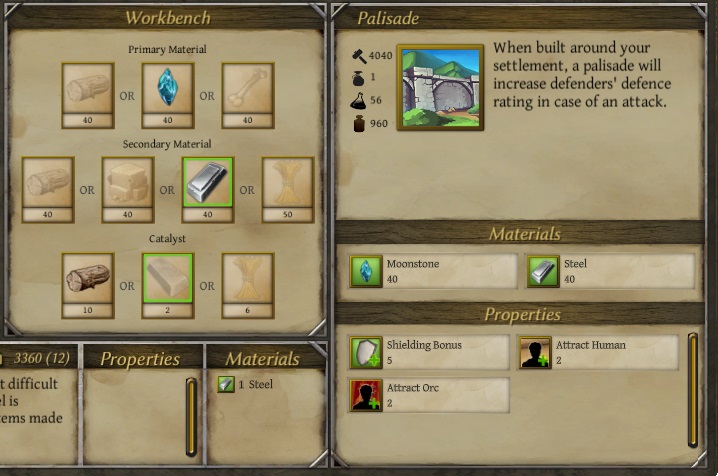 Workbench
Primary Material
OR
OR
40
40
40
Secondary Material
OR
OR
OR
40
40
40
50
Catalyst
OR
OR
10
2
6
3360 (12)
t difficult
el is
tems made
Properties
Materials
1 Steel
Palisade
4040
1
56
960
When built around your
settlement, a palisade will
increase defenders' defence
rating in case of an attack.
Materials
Moonstone
40
Steel
40
Properties
Shielding Bonus
5
Attract Human
2
Attract Orc
2